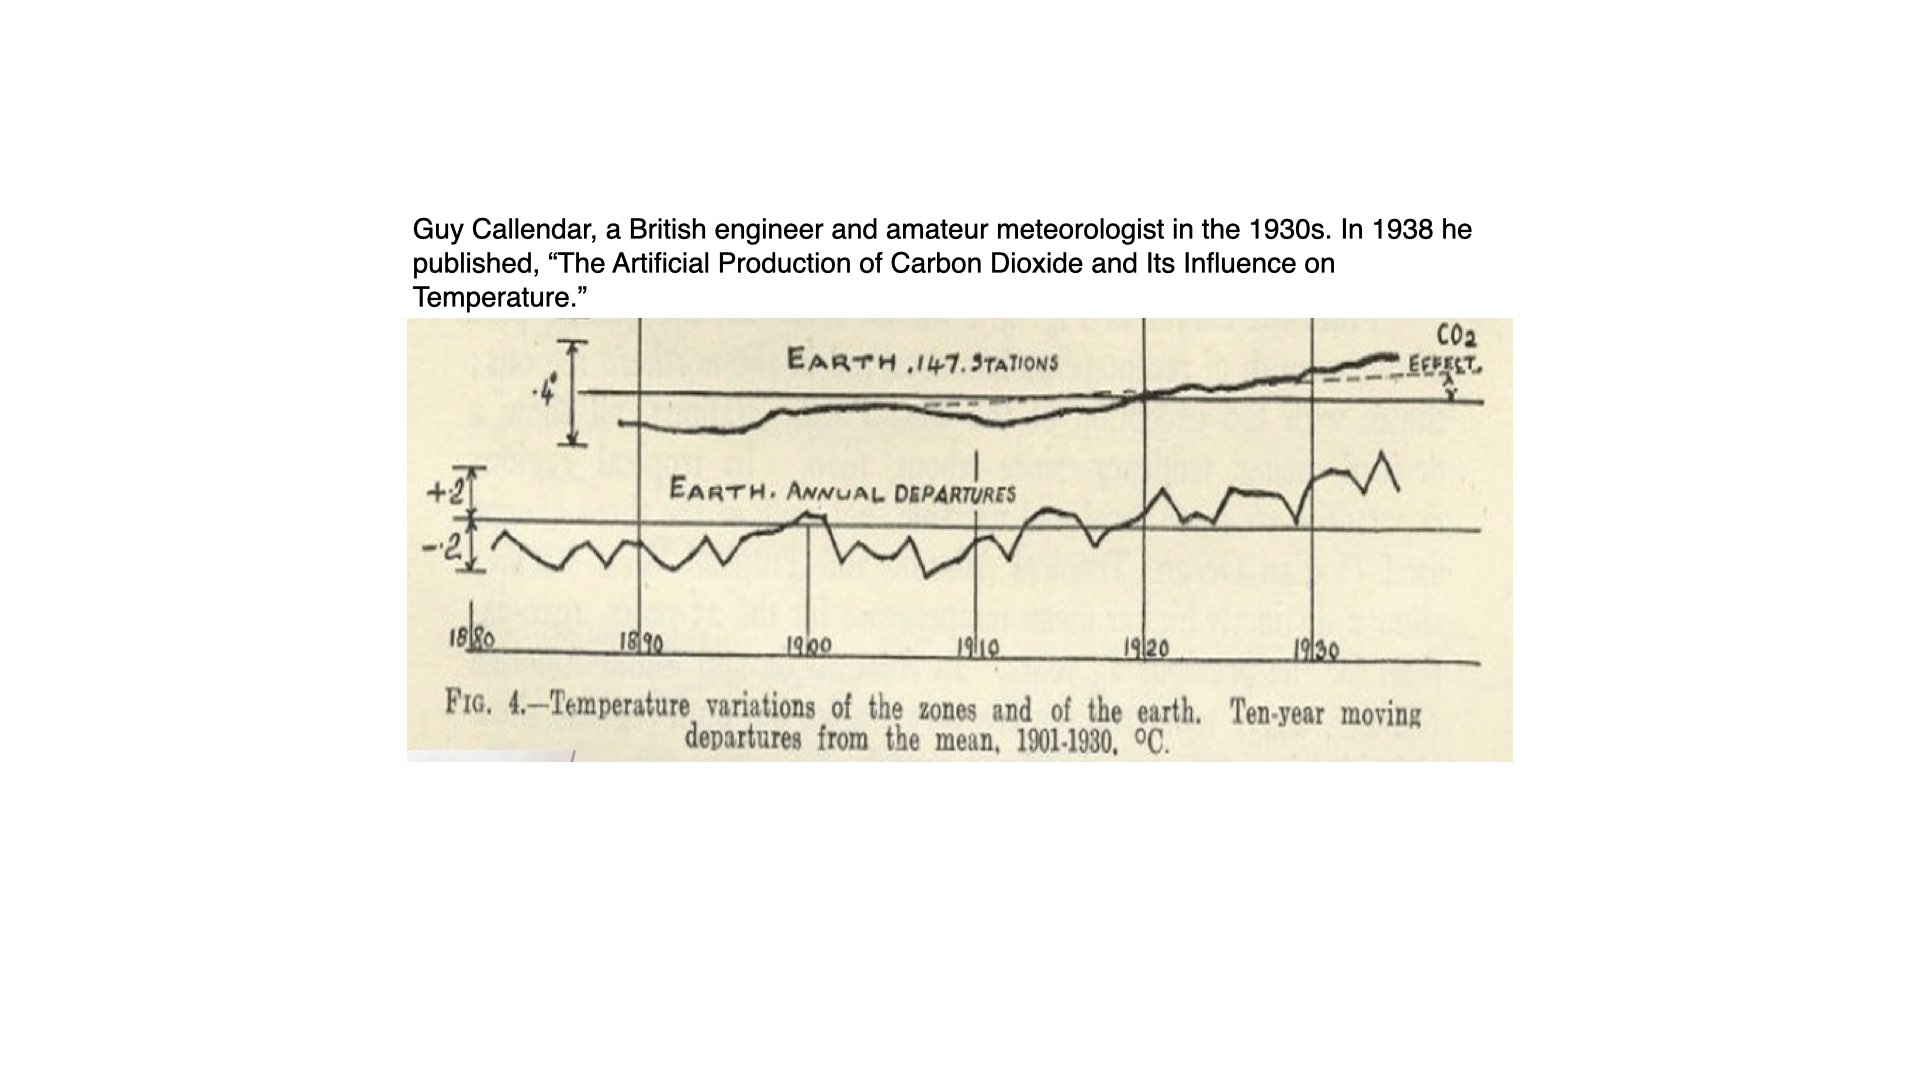 Guy Callendar, a British engineer and amateur meteorologist in the 1930s. In 1938 he
published, “The Artificial Production of Carbon Dioxide and Its Influence on
Temperature.”
CO2
EARTH .147. STATIONS
EFFECT.
.4°
+.2
EARTH. ANNUAL DEPARTURES
-.2
1880 1890 1900 1910 1920 1930
FIG. 4.—Temperature variations of the zones and of the earth. Ten-year moving
departures from the mean, 1901-1930, °C.